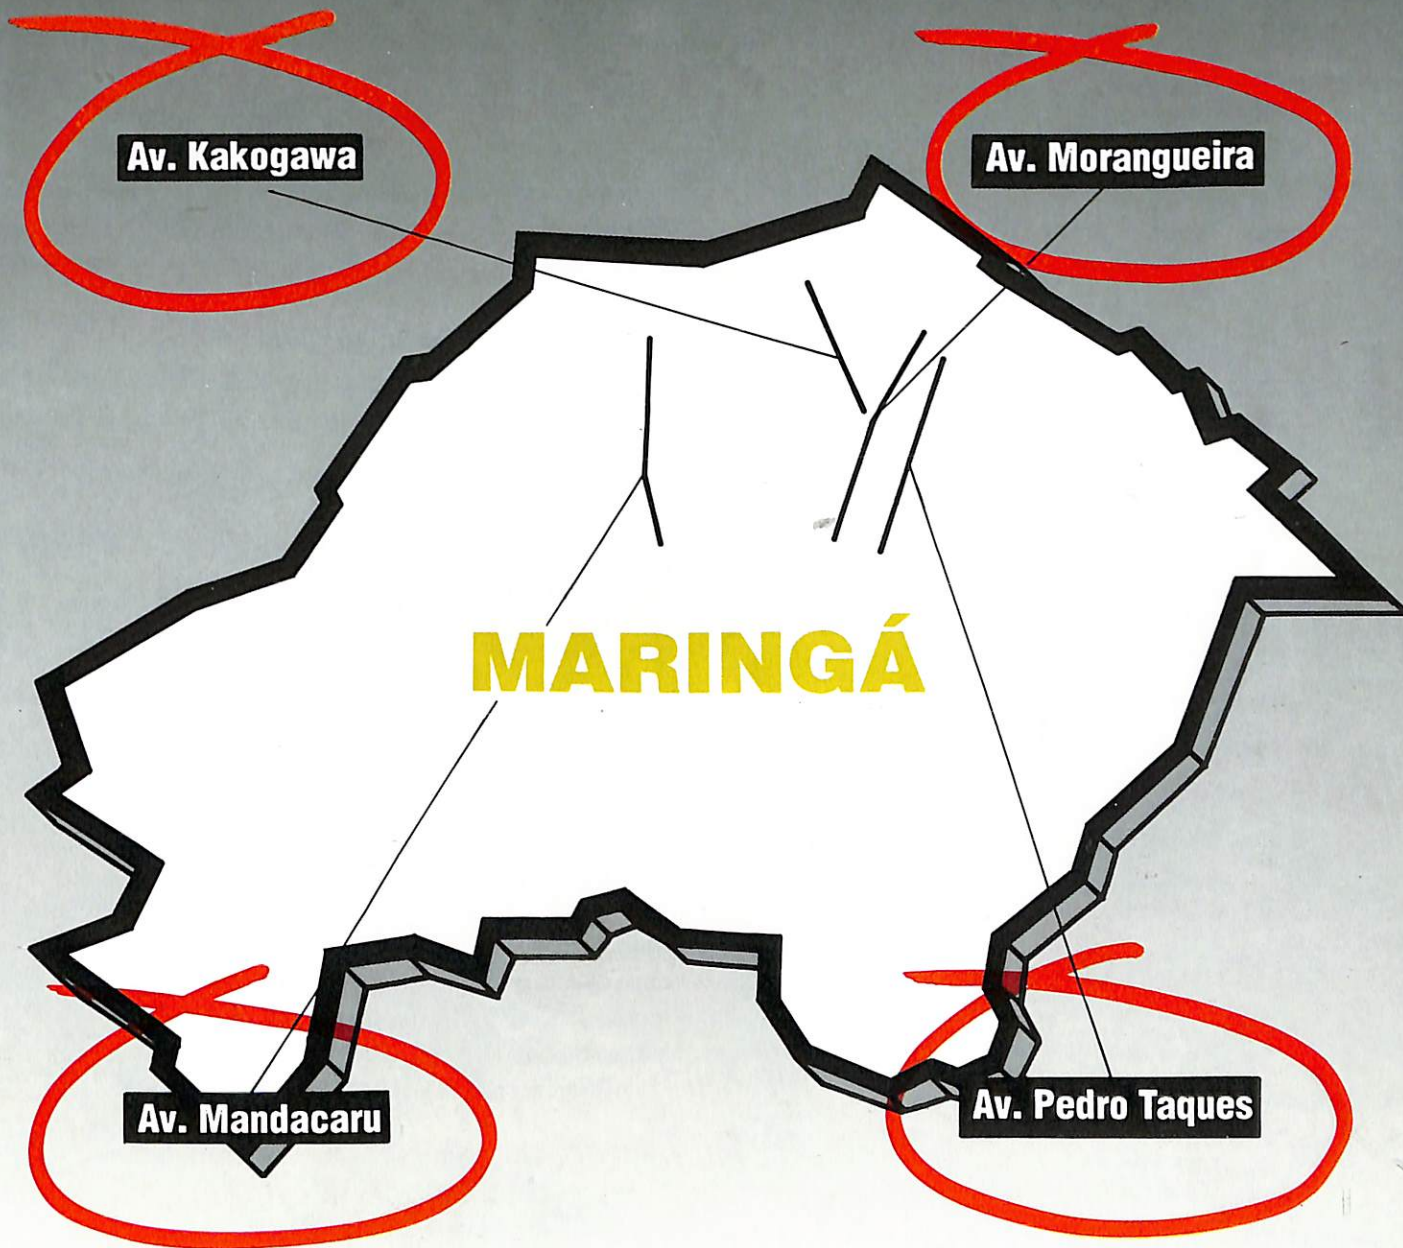 Av. Kakogawa
Av. Morangueira
MARINGÁ
Av. Mandacaru
Av. Pedro Taques